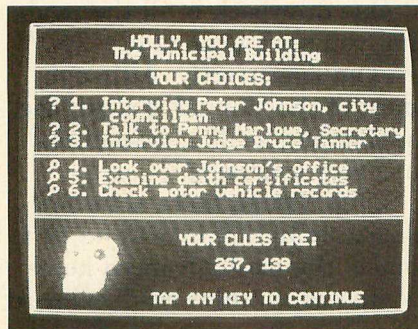 HOLLY, YOU ARE AT:
The Municipal Building
YOUR CHOICES:
? 1. Interview Peter Johnson, city
councilman
? 2. Talk to Penny Marlowe, Secretary
? 3. Interview Judge Bruce Tanner
4. Look over Johnson's office
5. Examine death certificates
6. Check motor vehicle records
YOUR CLUES ARE:
267, 139
TAP ANY KEY TO CONTINUE